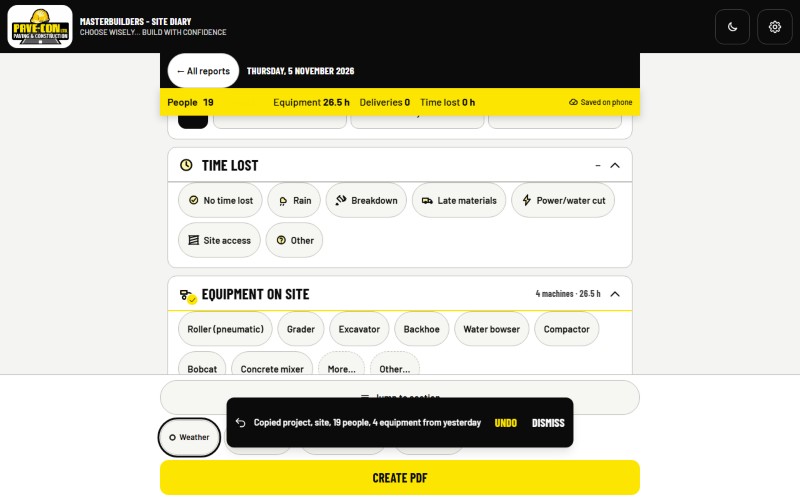 PAVE-CON LTD
PAVING & CONSTRUCTION
MASTERBUILDERS - SITE DIARY
CHOOSE WISELY... BUILD WITH CONFIDENCE
← All reports THURSDAY, 5 NOVEMBER 2026
People 19 Equipment 26.5 h Deliveries 0 Time lost 0 h Saved on phone
TIME LOST –
No time lost Rain Breakdown Late materials Power/water cut
Site access Other
EQUIPMENT ON SITE 4 machines · 26.5 h
Roller (pneumatic) Grader Excavator Backhoe Water bowser Compactor
Bobcat Concrete mixer More... Other...
Jump to section
Copied project, site, 19 people, 4 equipment from yesterday UNDO DISMISS
Weather
CREATE PDF